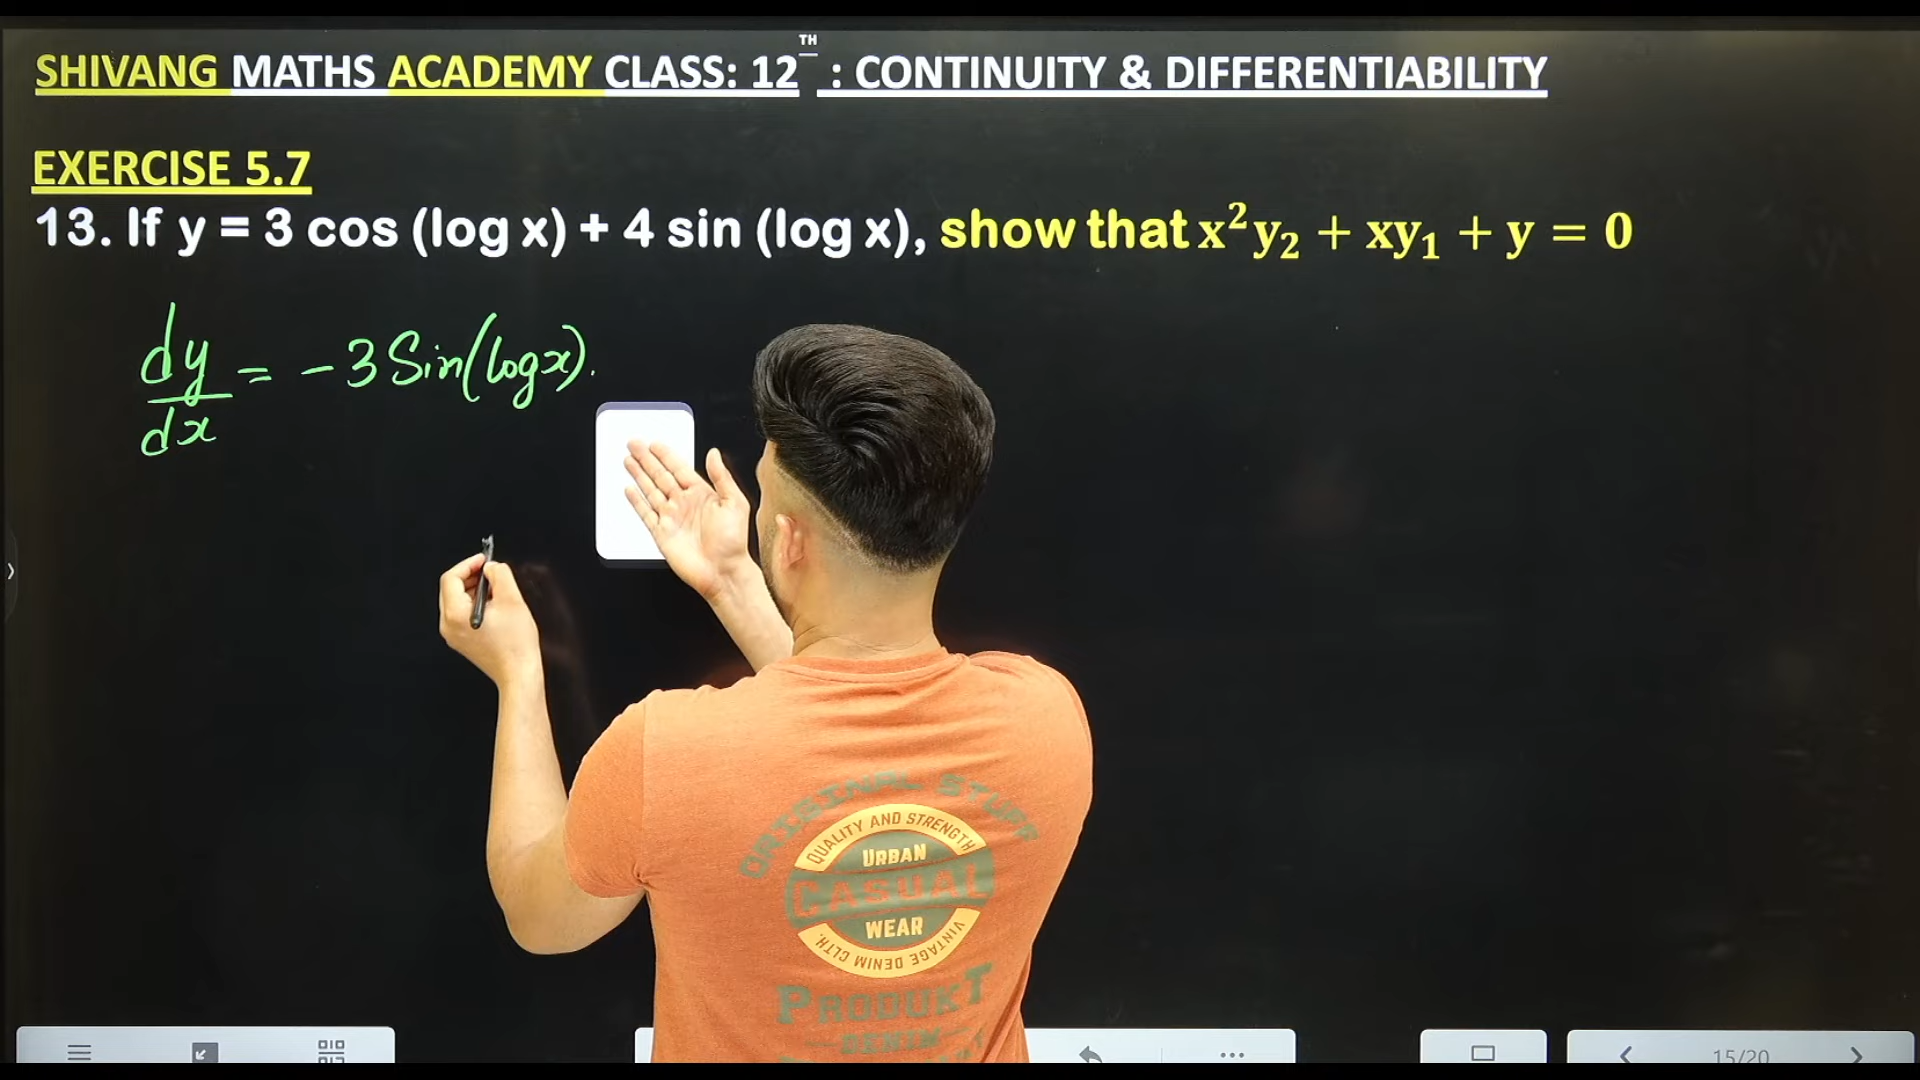 SHIVANG MATHS ACADEMY CLASS: 12TH : CONTINUITY & DIFFERENTIABILITY
EXERCISE 5.7
13. If y = 3 cos (log x) + 4 sin (log x), show that x²y₂ + xy₁ + y = 0
dy/dx = -3 Sin(log x).
ORIGINAL STUFF
QUALITY AND STRENGTH
URBAN
CASUAL
WEAR
VINTAGE DENIM CLTH.
PRODUKT
DENIM
15/20